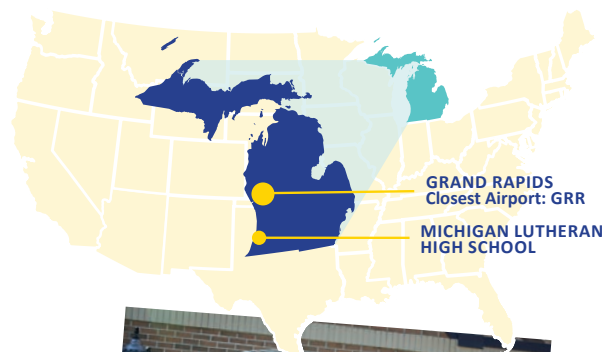 GRAND RAPIDS
Closest Airport: GRR
MICHIGAN LUTHERAN
HIGH SCHOOL